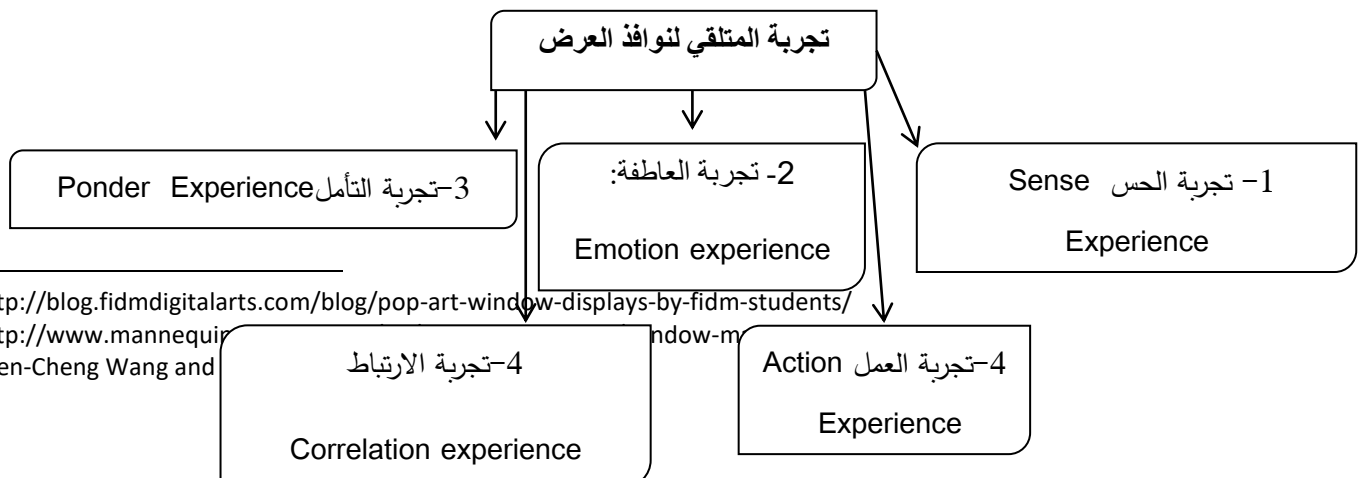 تجربة المتلقي لنوافذ العرض
1- تجربة الحس Sense
Experience
2- تجربة العاطفة:
Emotion experience
3-تجربة التأمل Ponder Experience
4-تجربة العمل Action
Experience
4-تجربة الارتباط
Correlation experience
tp://blog.fidmdigitalarts.com/blog/pop-art-window-displays-by-fidm-students/
tp://www.mannequin
ndow-m
en-Cheng Wang and